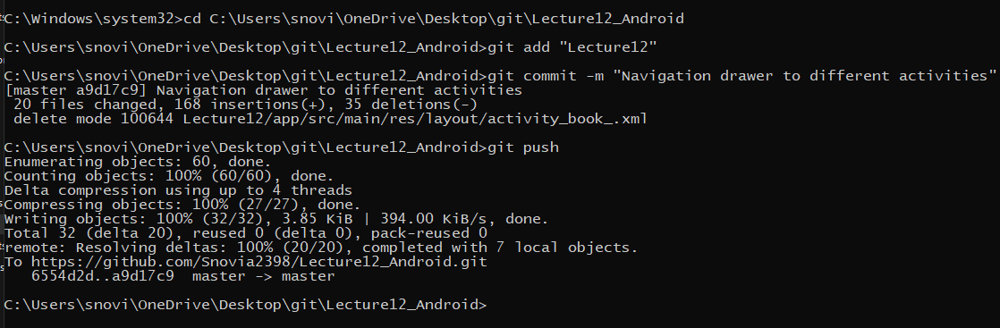 C:\Windows\system32>cd C:\Users\snovi\OneDrive\Desktop\git\Lecture12_Android
C:\Users\snovi\OneDrive\Desktop\git\Lecture12_Android>git add "Lecture12"
C:\Users\snovi\OneDrive\Desktop\git\Lecture12_Android>git commit -m "Navigation drawer to different activities"
[master a9d17c9] Navigation drawer to different activities
 20 files changed, 168 insertions(+), 35 deletions(-)
 delete mode 100644 Lecture12/app/src/main/res/layout/activity_book_.xml
C:\Users\snovi\OneDrive\Desktop\git\Lecture12_Android>git push
Enumerating objects: 60, done.
Counting objects: 100% (60/60), done.
Delta compression using up to 4 threads
Compressing objects: 100% (27/27), done.
Writing objects: 100% (32/32), 3.85 KiB | 394.00 KiB/s, done.
Total 32 (delta 20), reused 0 (delta 0), pack-reused 0
remote: Resolving deltas: 100% (20/20), completed with 7 local objects.
To https://github.com/Snovia2398/Lecture12_Android.git
   6554d2d..a9d17c9  master -> master
C:\Users\snovi\OneDrive\Desktop\git\Lecture12_Android>